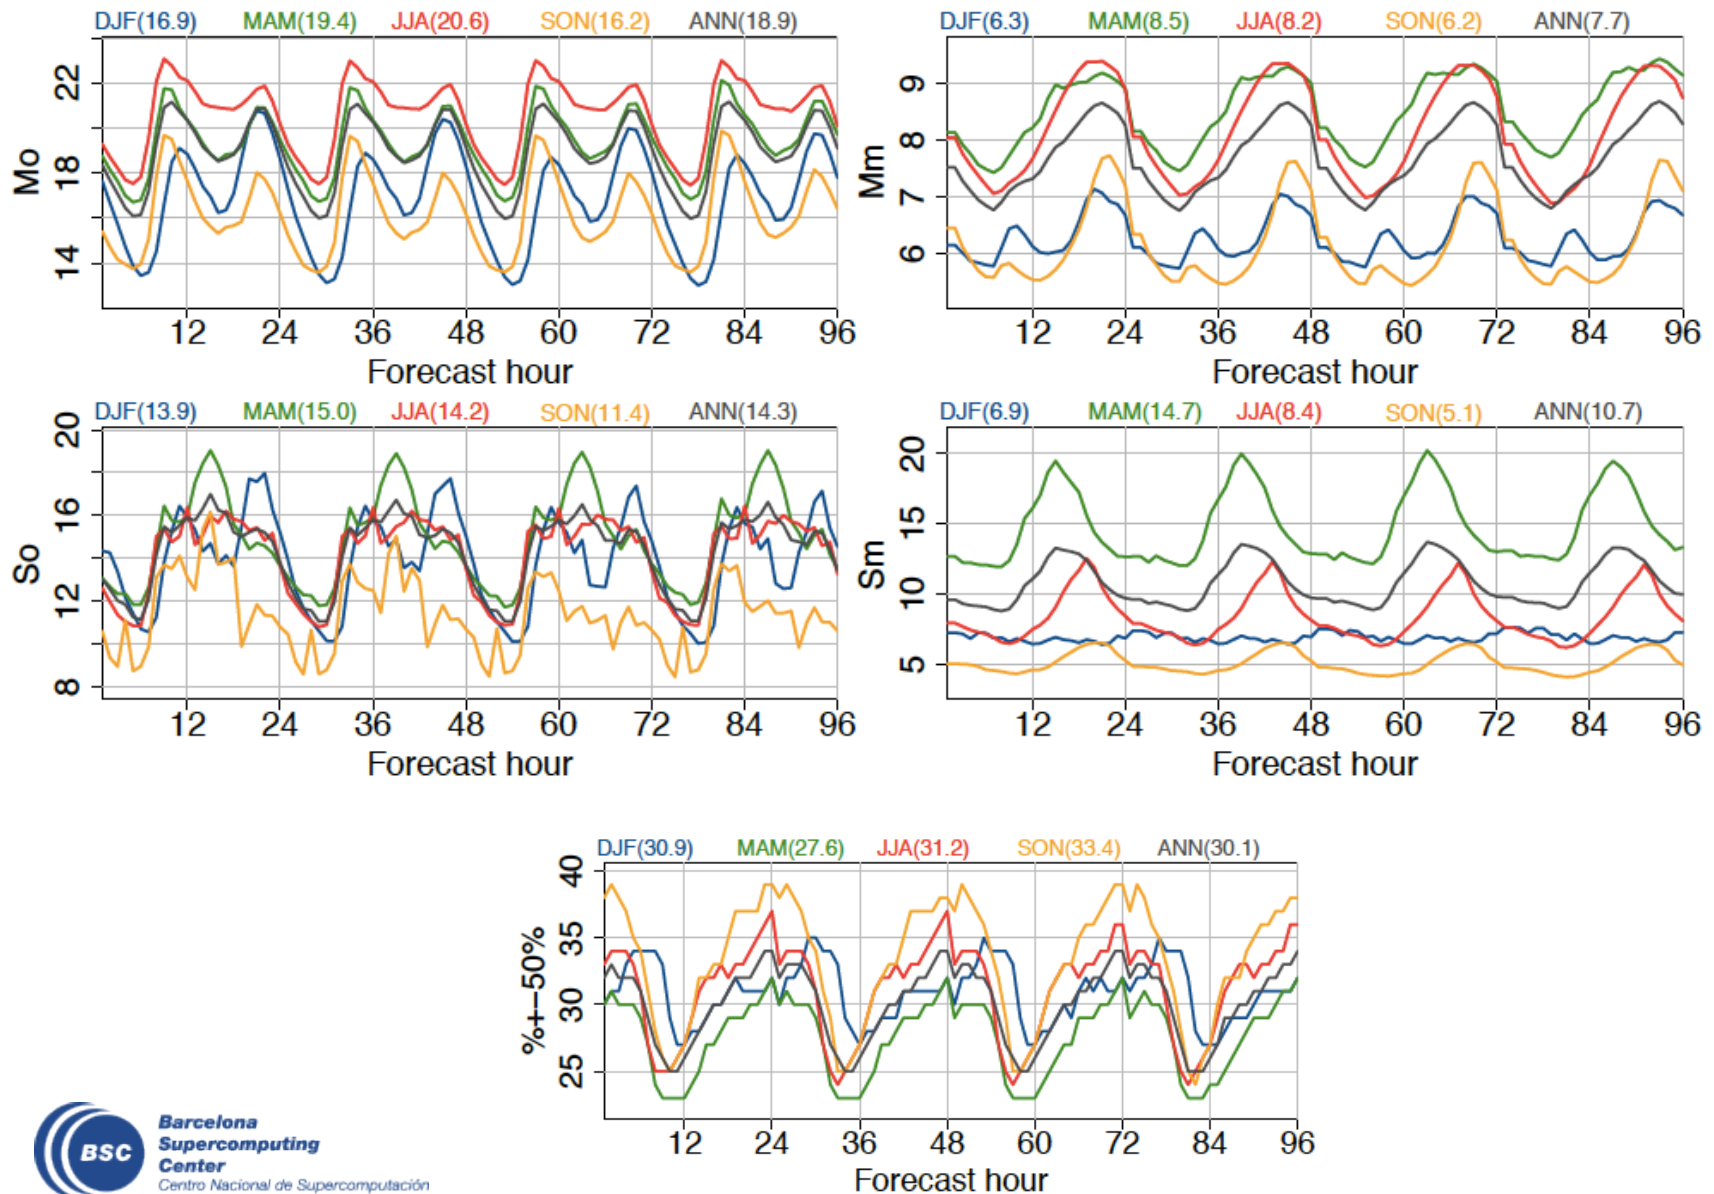 DJF(16.9) MAM(19.4) JJA(20.6) SON(16.2) ANN(18.9)
Mo
22
18
14
12 24 36 48 60 72 84 96
Forecast hour
DJF(6.3) MAM(8.5) JJA(8.2) SON(6.2) ANN(7.7)
Mm
9
8
7
6
12 24 36 48 60 72 84 96
Forecast hour
DJF(13.9) MAM(15.0) JJA(14.2) SON(11.4) ANN(14.3)
So
20
16
12
8
12 24 36 48 60 72 84 96
Forecast hour
DJF(6.9) MAM(14.7) JJA(8.4) SON(5.1) ANN(10.7)
Sm
20
15
10
5
12 24 36 48 60 72 84 96
Forecast hour
DJF(30.9) MAM(27.6) JJA(31.2) SON(33.4) ANN(30.1)
%+−50%
40
35
30
25
12 24 36 48 60 72 84 96
Forecast hour
BSC
Barcelona
Supercomputing
Center
Centro Nacional de Supercomputación